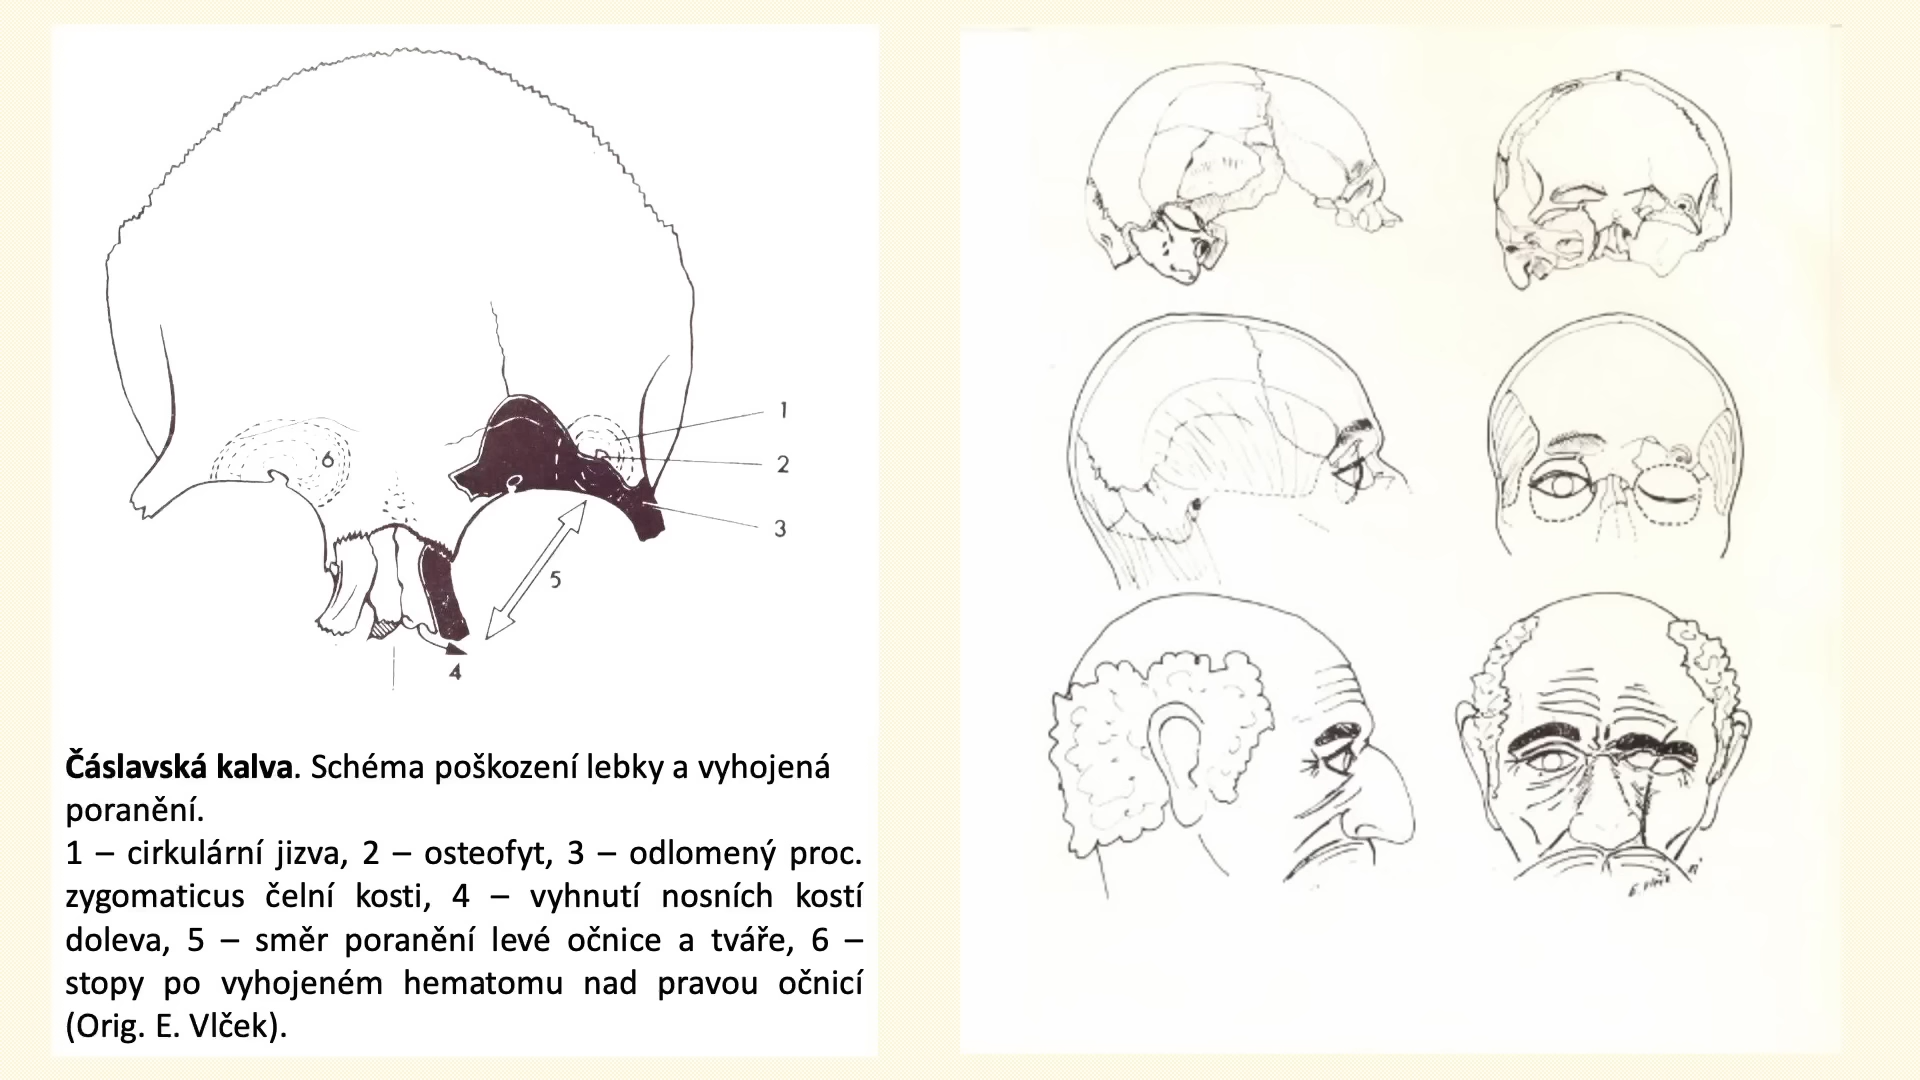 1
2
3
4
5
6
Čáslavská kalva. Schéma poškození lebky a vyhojená
poranění.
1 – cirkulární jizva, 2 – osteofyt, 3 – odlomený proc.
zygomaticus čelní kosti, 4 – vyhnutí nosních kostí
doleva, 5 – směr poranění levé očnice a tváře, 6 –
stopy po vyhojeném hematomu nad pravou očnicí
(Orig. E. Vlček).